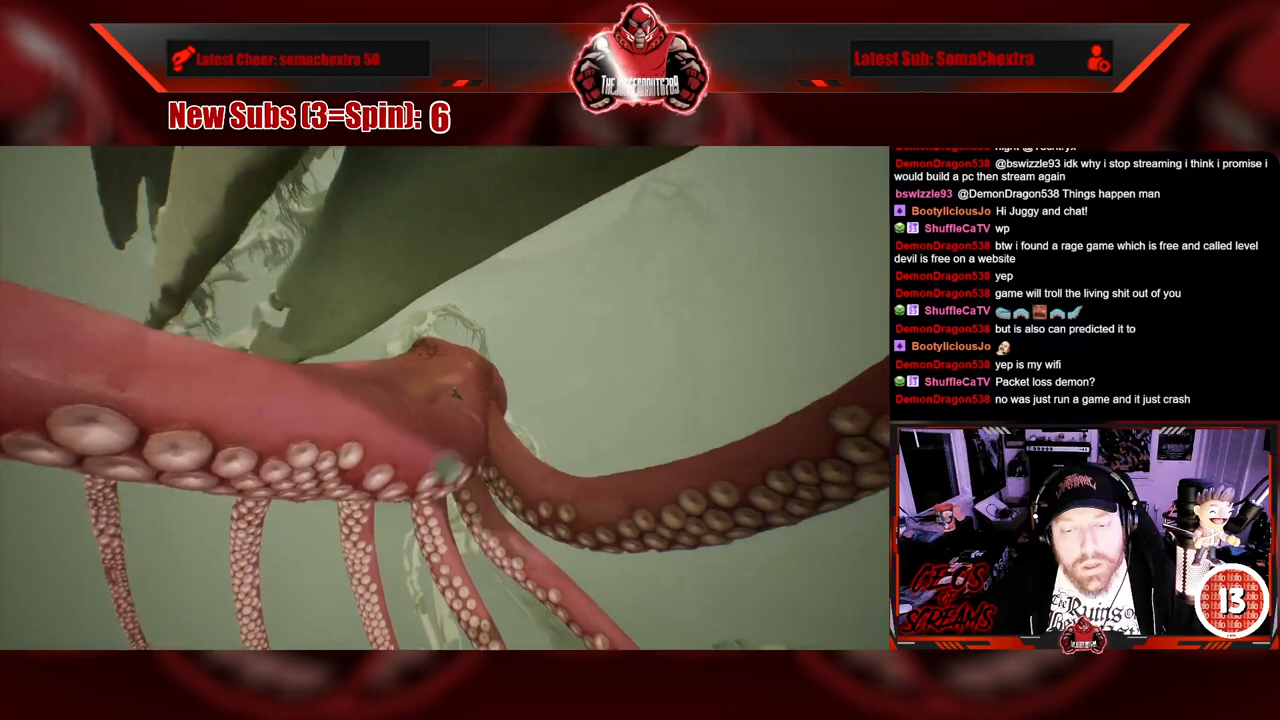 Latest Cheer: somachextra 50
THEJUGGERNAUT6789
Latest Sub: SomaChextra
New Subs (3=Spin): 6
DemonDragon538 @bswizzle93 idk why i stop streaming i think i promise i
would build a pc then stream again
bswizzle93 @DemonDragon538 Things happen man
BootyliciousJo Hi Juggy and chat!
ShuffleCaTV wp
DemonDragon538 btw i found a rage game which is free and called level
devil is free on a website
DemonDragon538 yep
DemonDragon538 game will troll the living shit out of you
ShuffleCaTV
DemonDragon538 but is also can predicted it to
BootyliciousJo
DemonDragon538 yep is my wifi
ShuffleCaTV Packet loss demon?
DemonDragon538 no was just run a game and it just crash
The Ruins
SCREAMS
13